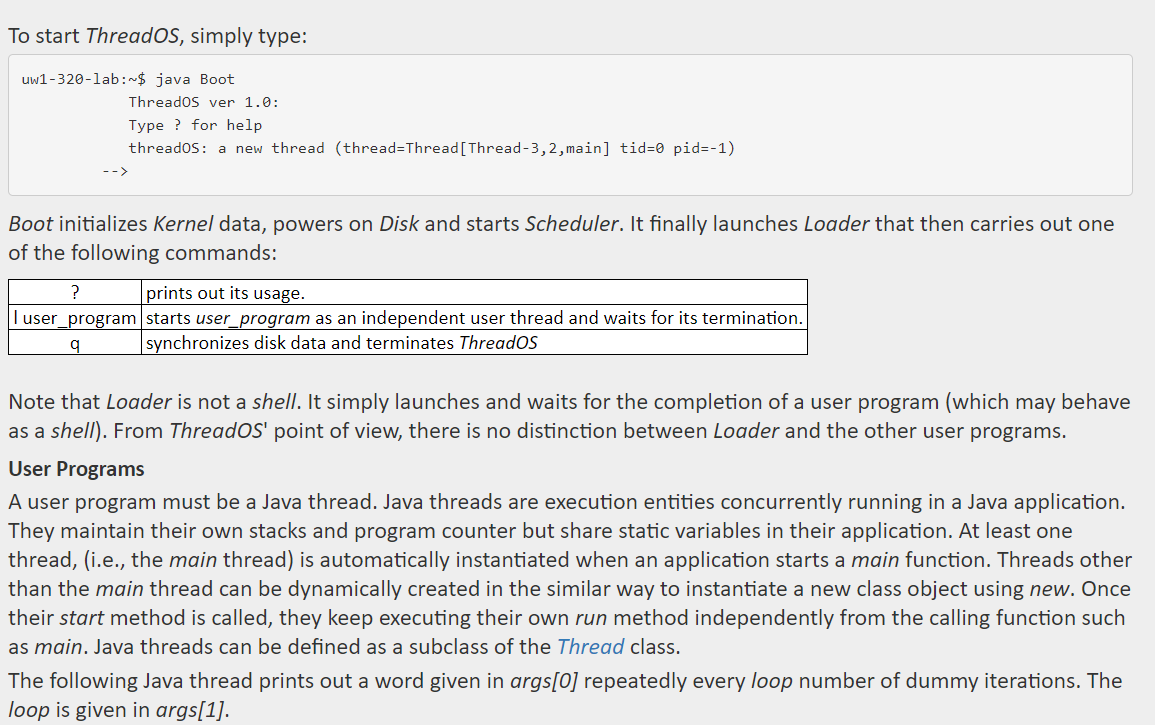 To start ThreadOS, simply type:
uw1-320-lab:~$ java Boot
ThreadOS ver 1.0:
Type ? for help
threadOS: a new thread (thread=Thread[Thread-3,2,main] tid=0 pid=-1)
-->
Boot initializes Kernel data, powers on Disk and starts Scheduler. It finally launches Loader that then carries out one
of the following commands:
? prints out its usage.
l user_program starts user_program as an independent user thread and waits for its termination.
q synchronizes disk data and terminates ThreadOS
Note that Loader is not a shell. It simply launches and waits for the completion of a user program (which may behave
as a shell). From ThreadOS' point of view, there is no distinction between Loader and the other user programs.
User Programs
A user program must be a Java thread. Java threads are execution entities concurrently running in a Java application.
They maintain their own stacks and program counter but share static variables in their application. At least one
thread, (i.e., the main thread) is automatically instantiated when an application starts a main function. Threads other
than the main thread can be dynamically created in the similar way to instantiate a new class object using new. Once
their start method is called, they keep executing their own run method independently from the calling function such
as main. Java threads can be defined as a subclass of the Thread class.
The following Java thread prints out a word given in args[0] repeatedly every loop number of dummy iterations. The
loop is given in args[1].